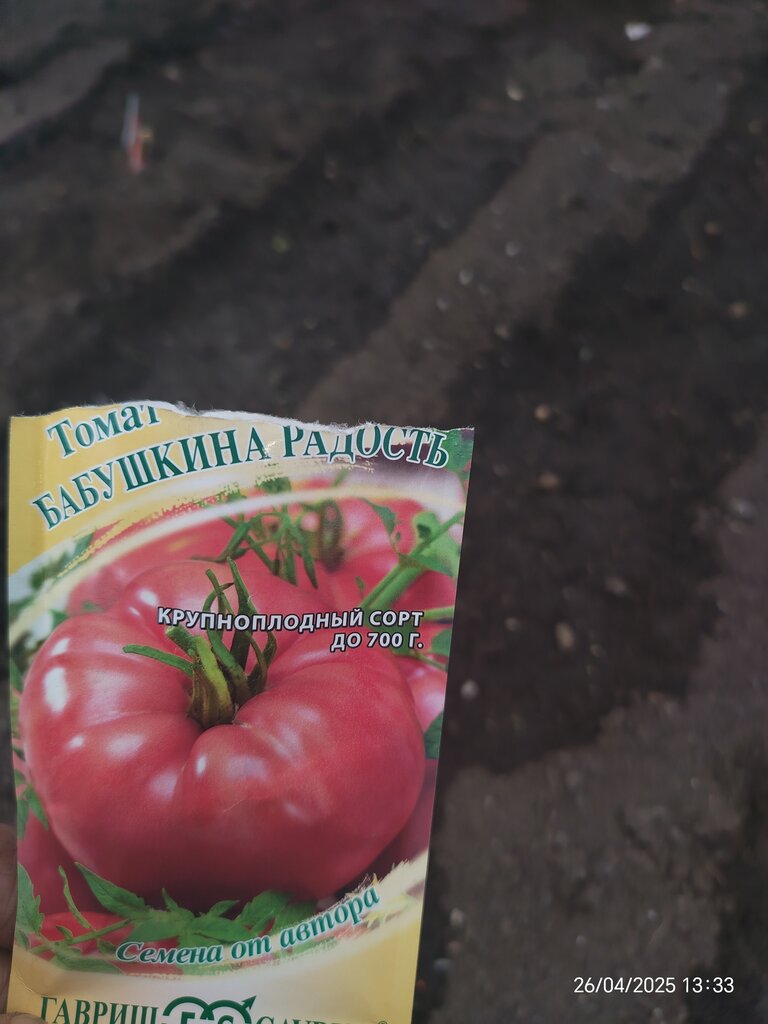 Томат
БАБУШКИНА РАДОСТЬ
КРУПНОПЛОДНЫЙ СОРТ
ДО 700 Г.
Семена от автора
ГАВРИШ
26/04/2025 13:33